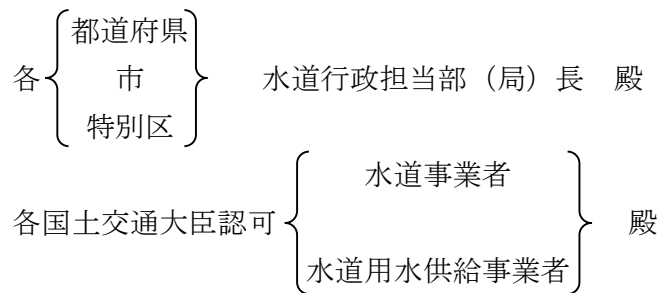 都道府県
各 市 水道行政担当部（局）長 殿
特別区
水道事業者
各国土交通大臣認可 殿
水道用水供給事業者